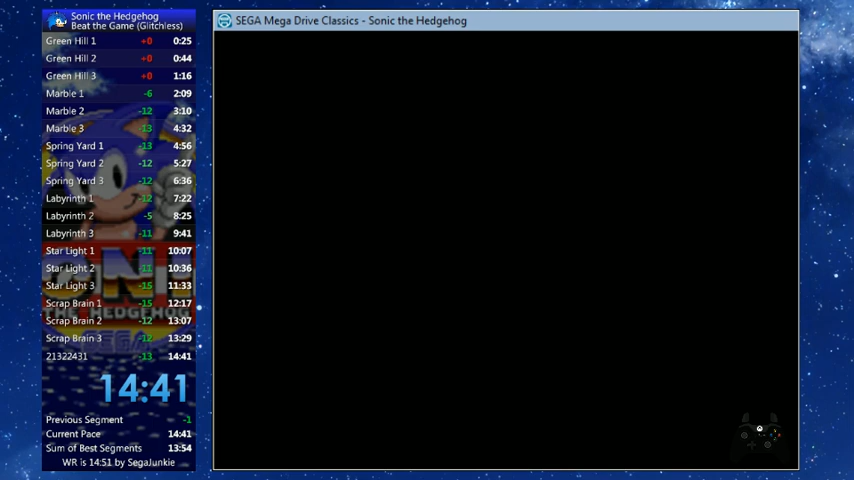 Sonic the Hedgehog
Beat the Game (Glitchless)
Green Hill 1 +0 0:25
Green Hill 2 +0 0:44
Green Hill 3 +0 1:16
Marble 1 -6 2:09
Marble 2 -12 3:10
Marble 3 -13 4:32
Spring Yard 1 -13 4:56
Spring Yard 2 -12 5:27
Spring Yard 3 -12 6:36
Labyrinth 1 -12 7:22
Labyrinth 2 -5 8:25
Labyrinth 3 -11 9:41
Star Light 1 -11 10:07
Star Light 2 -11 10:36
Star Light 3 -15 11:33
Scrap Brain 1 -15 12:17
Scrap Brain 2 -12 13:07
Scrap Brain 3 -12 13:29
21322431 -13 14:41
14:41
Previous Segment -1
Current Pace 14:41
Sum of Best Segments 13:54
WR is 14:51 by SegaJunkie
SEGA Mega Drive Classics - Sonic the Hedgehog
THE HEDGEHOG
SEGA